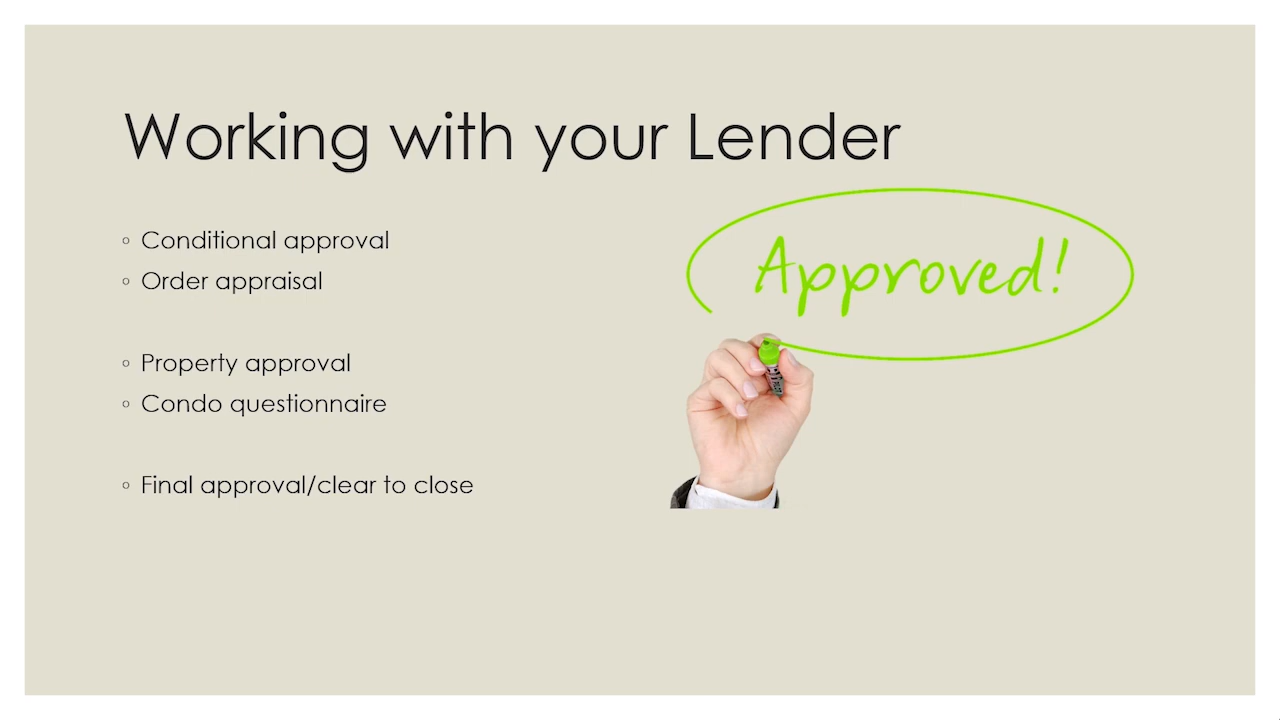 Working with your Lender
◦ Conditional approval
◦ Order appraisal
◦ Property approval
◦ Condo questionnaire
◦ Final approval/clear to close
Approved!